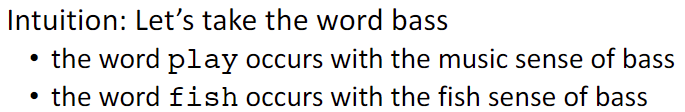 Intuition: Let’s take the word bass
• the word play occurs with the music sense of bass
• the word fish occurs with the fish sense of bass